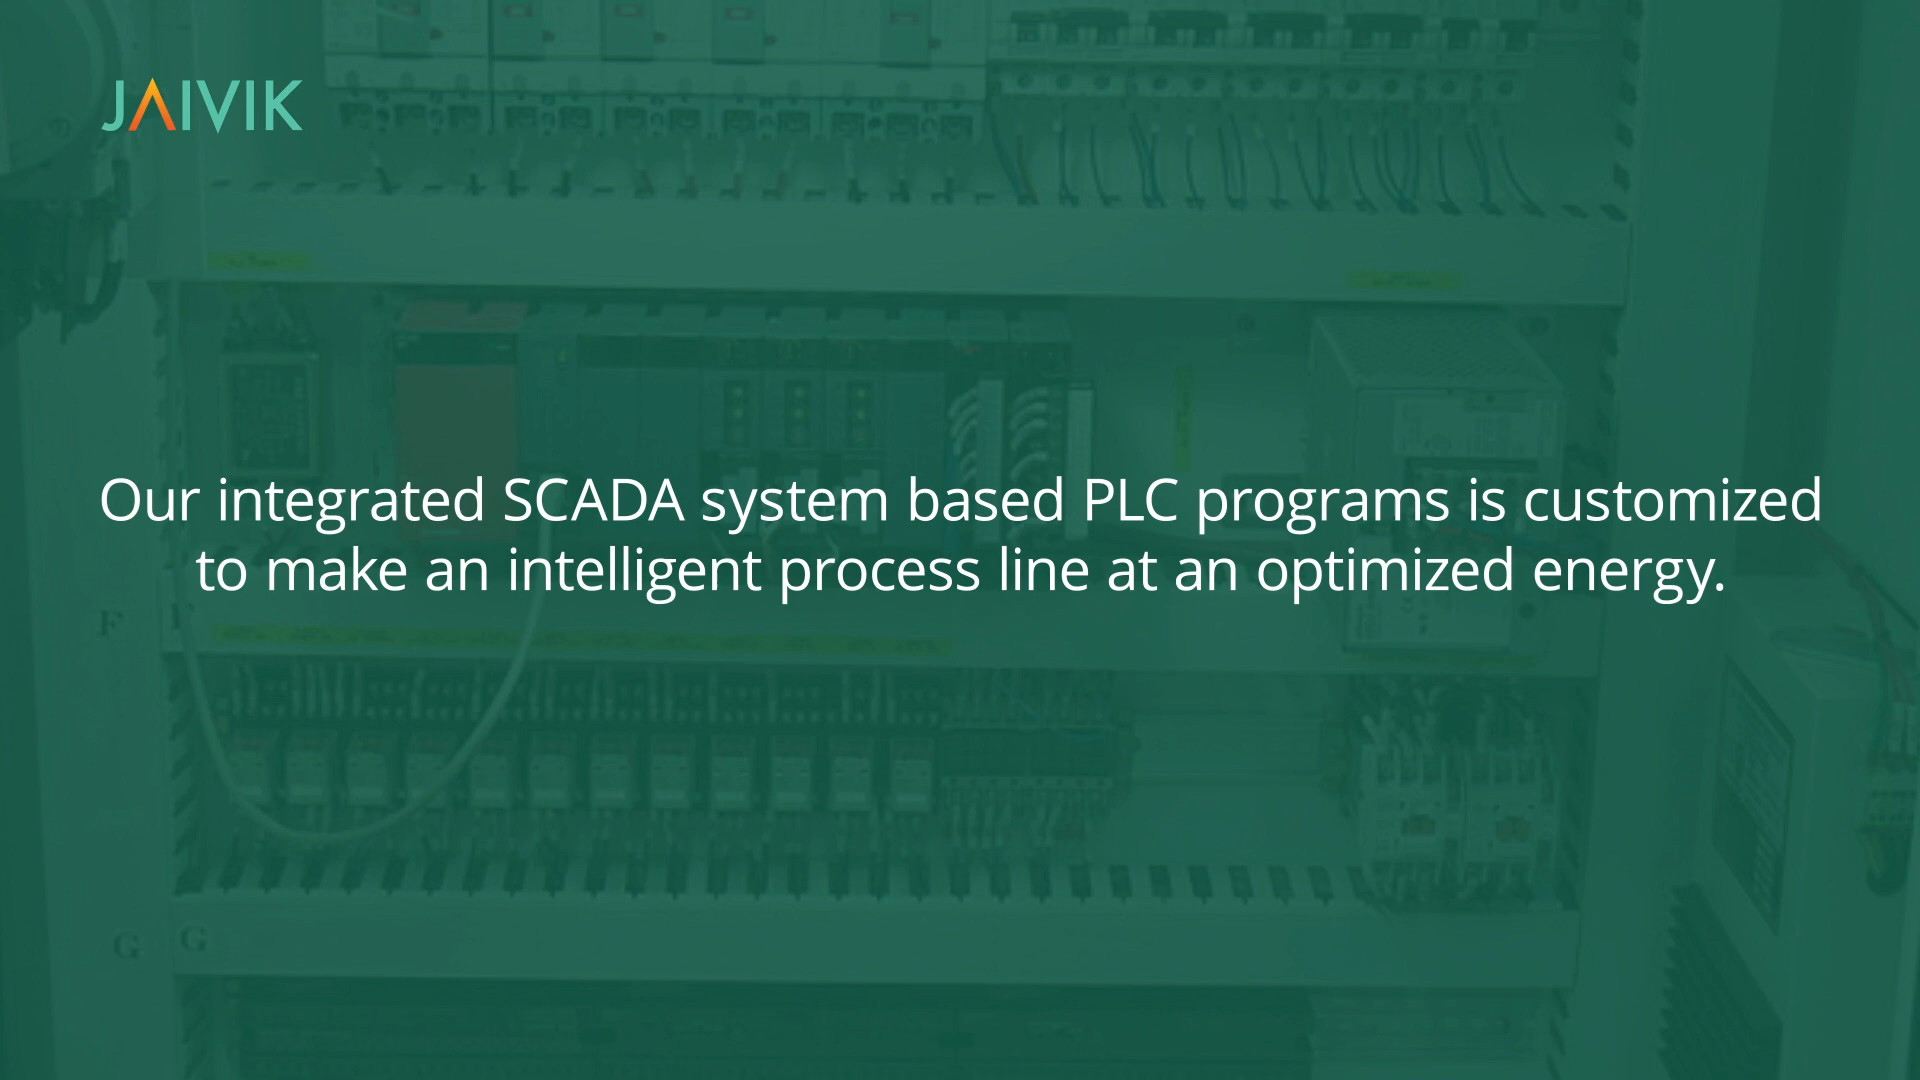 JAIVIK
Our integrated SCADA system based PLC programs is customized
to make an intelligent process line at an optimized energy.
F F
G G